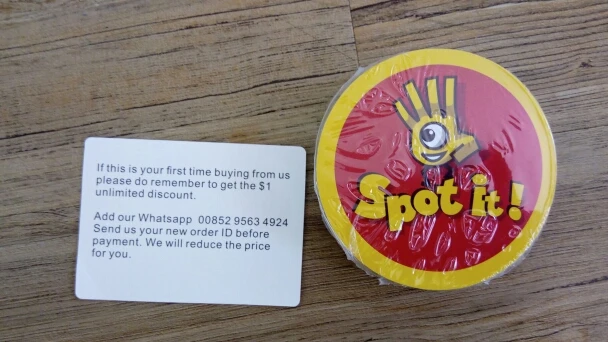 If this is your first time buying from us
please do remember to get the $1
unlimited discount.
Add our Whatsapp 00852 9563 4924
Send us your new order ID before
payment. We will reduce the price
for you.
Spot it!